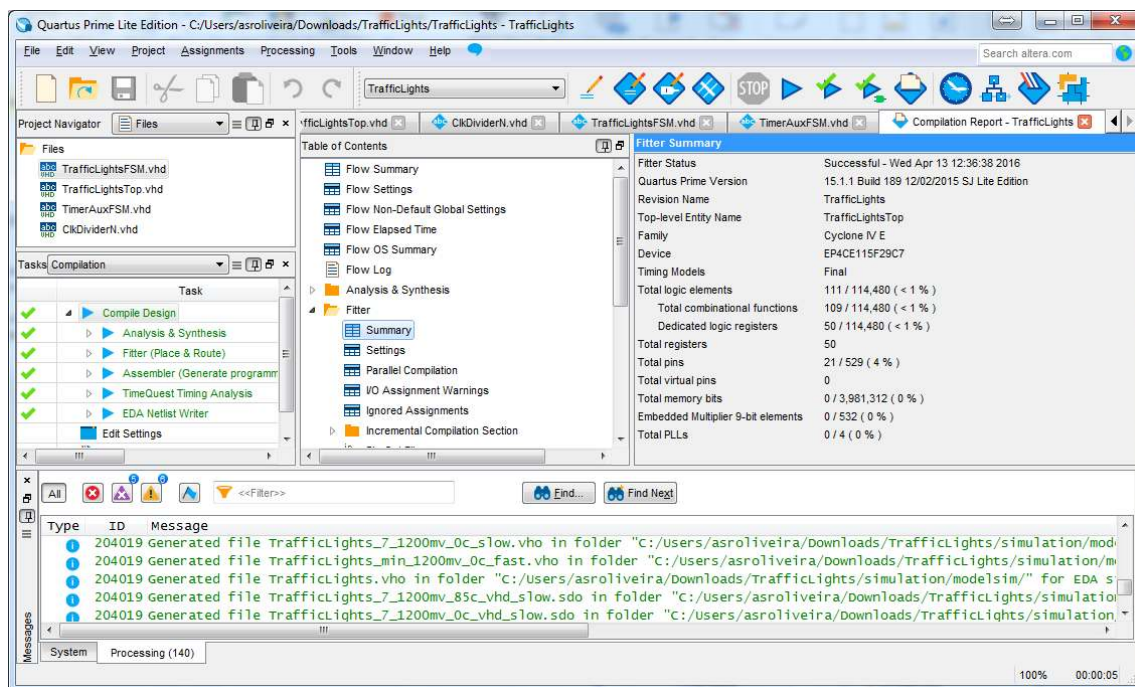 Quartus Prime Lite Edition - C:/Users/asroliveira/Downloads/TrafficLights/TrafficLights - TrafficLights
File Edit View Project Assignments Processing Tools Window Help
Search altera.com
TrafficLights
STOP
Project Navigator Files
fficLightsTop.vhd ClkDividerN.vhd TrafficLightsFSM.vhd TimerAuxFSM.vhd Compilation Report - TrafficLights
Files
TrafficLightsFSM.vhd
TrafficLightsTop.vhd
TimerAuxFSM.vhd
ClkDividerN.vhd
Tasks Compilation
Task
Compile Design
Analysis & Synthesis
Fitter (Place & Route)
Assembler (Generate programm
TimeQuest Timing Analysis
EDA Netlist Writer
Edit Settings
Table of Contents
Flow Summary
Flow Settings
Flow Non-Default Global Settings
Flow Elapsed Time
Flow OS Summary
Flow Log
Analysis & Synthesis
Fitter
Summary
Settings
Parallel Compilation
I/O Assignment Warnings
Ignored Assignments
Incremental Compilation Section
Fitter Summary
Fitter Status Successful - Wed Apr 13 12:36:38 2016
Quartus Prime Version 15.1.1 Build 189 12/02/2015 SJ Lite Edition
Revision Name TrafficLights
Top-level Entity Name TrafficLightsTop
Family Cyclone IV E
Device EP4CE115F29C7
Timing Models Final
Total logic elements 111 / 114,480 ( < 1 % )
Total combinational functions 109 / 114,480 ( < 1 % )
Dedicated logic registers 50 / 114,480 ( < 1 % )
Total registers 50
Total pins 21 / 529 ( 4 % )
Total virtual pins 0
Total memory bits 0 / 3,981,312 ( 0 % )
Embedded Multiplier 9-bit elements 0 / 532 ( 0 % )
Total PLLs 0 / 4 ( 0 % )
All <<Filter>> Find... Find Next
Type ID Message
204019 Generated file TrafficLights_7_1200mv_0c_slow.vho in folder "C:/Users/asroliveira/Downloads/TrafficLights/simulation/mod
204019 Generated file TrafficLights_min_1200mv_0c_fast.vho in folder "C:/Users/asroliveira/Downloads/TrafficLights/simulation/m
204019 Generated file TrafficLights.vho in folder "C:/Users/asroliveira/Downloads/TrafficLights/simulation/modelsim/" for EDA s
204019 Generated file TrafficLights_7_1200mv_85c_vhd_slow.sdo in folder "C:/Users/asroliveira/Downloads/TrafficLights/simulation
204019 Generated file TrafficLights_7_1200mv_0c_vhd_slow.sdo in folder "C:/Users/asroliveira/Downloads/TrafficLights/simulation
Messages
System Processing (140)
100% 00:00:05